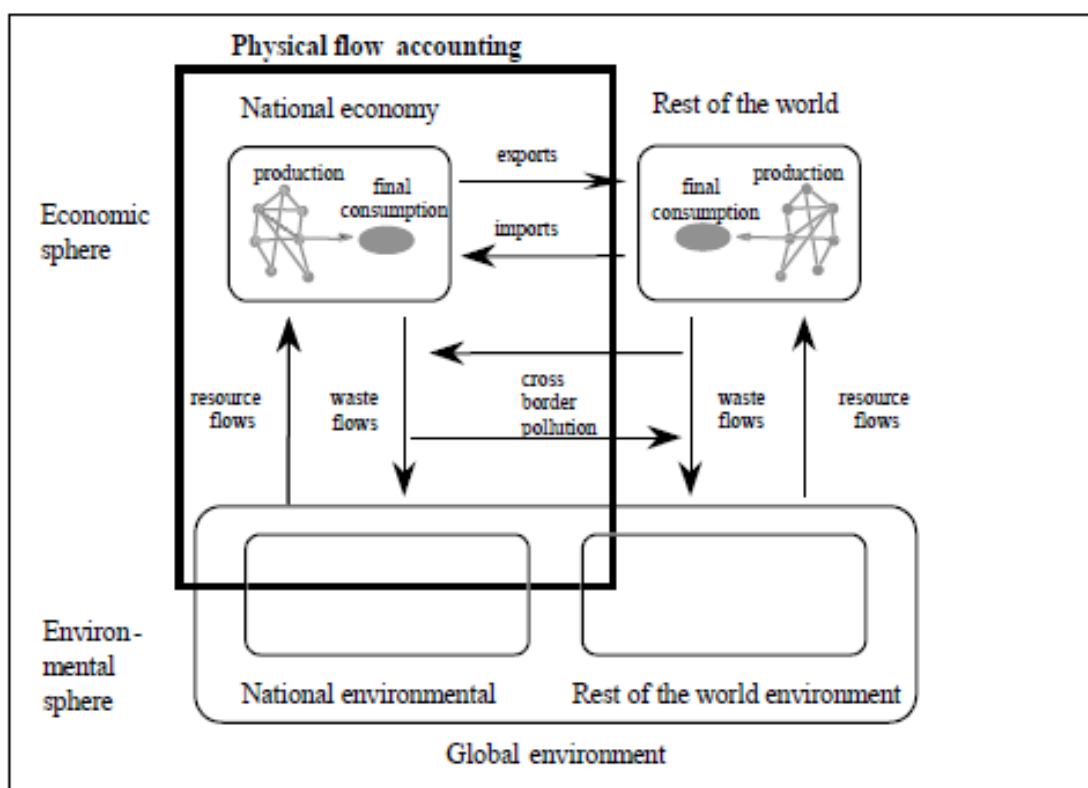 Physical flow accounting
National economy
Rest of the world
production
final
consumption
exports
imports
final
consumption
production
Economic
sphere
resource
flows
waste
flows
cross
border
pollution
waste
flows
resource
flows
Environ-
mental
sphere
National environmental
Rest of the world environment
Global environment